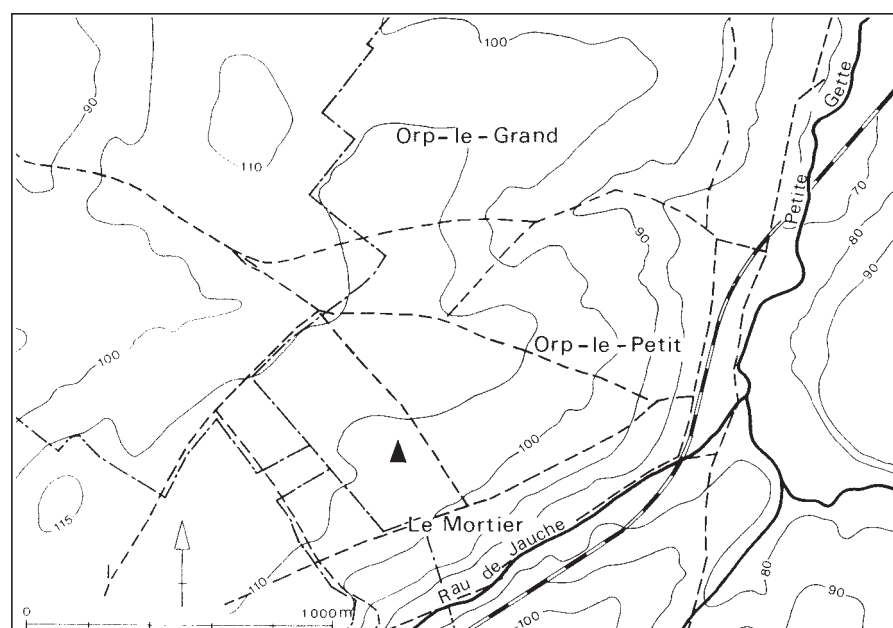 100
90
Gette
110
Orp-le-Grand
(Petite
70
80
90
90
Orp-le-Petit
100
100
115
Le Mortier
Rau de Jauche
110
80
90
100
0
1000m